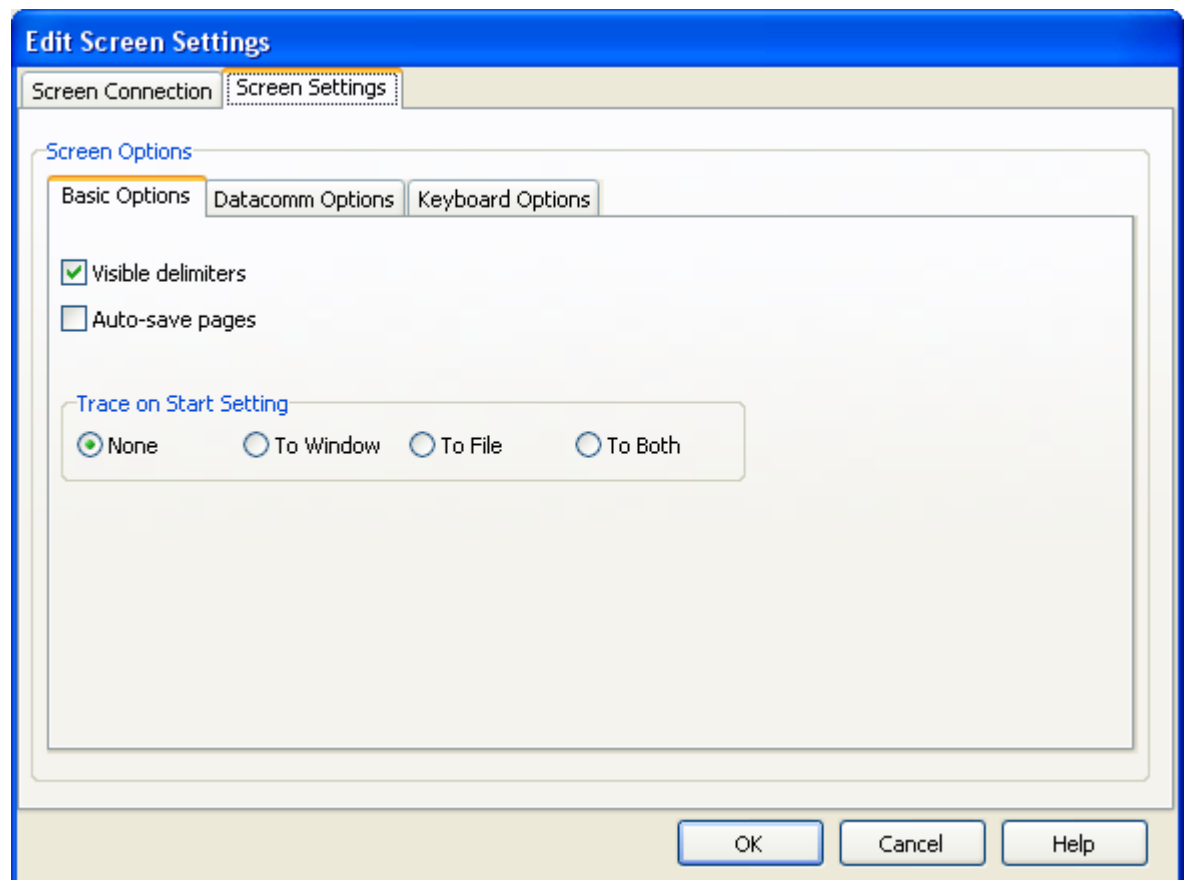 Edit Screen Settings
Screen Connection Screen Settings
Screen Options
Basic Options Datacomm Options Keyboard Options
Visible delimiters
Auto-save pages
Trace on Start Setting
None To Window To File To Both
OK Cancel Help